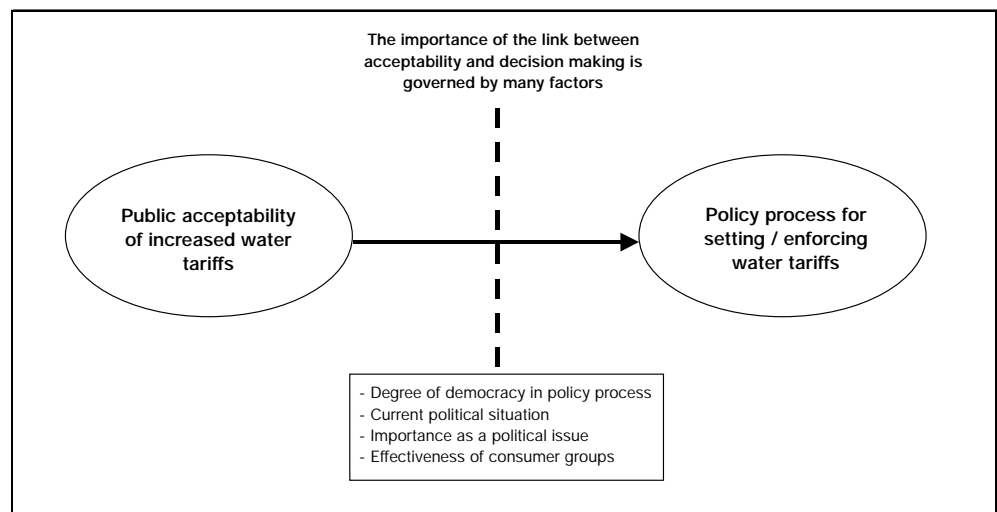 The importance of the link between
acceptability and decision making is
governed by many factors
Public acceptability
of increased water
tariffs
Policy process for
setting / enforcing
water tariffs
- Degree of democracy in policy process
- Current political situation
- Importance as a political issue
- Effectiveness of consumer groups